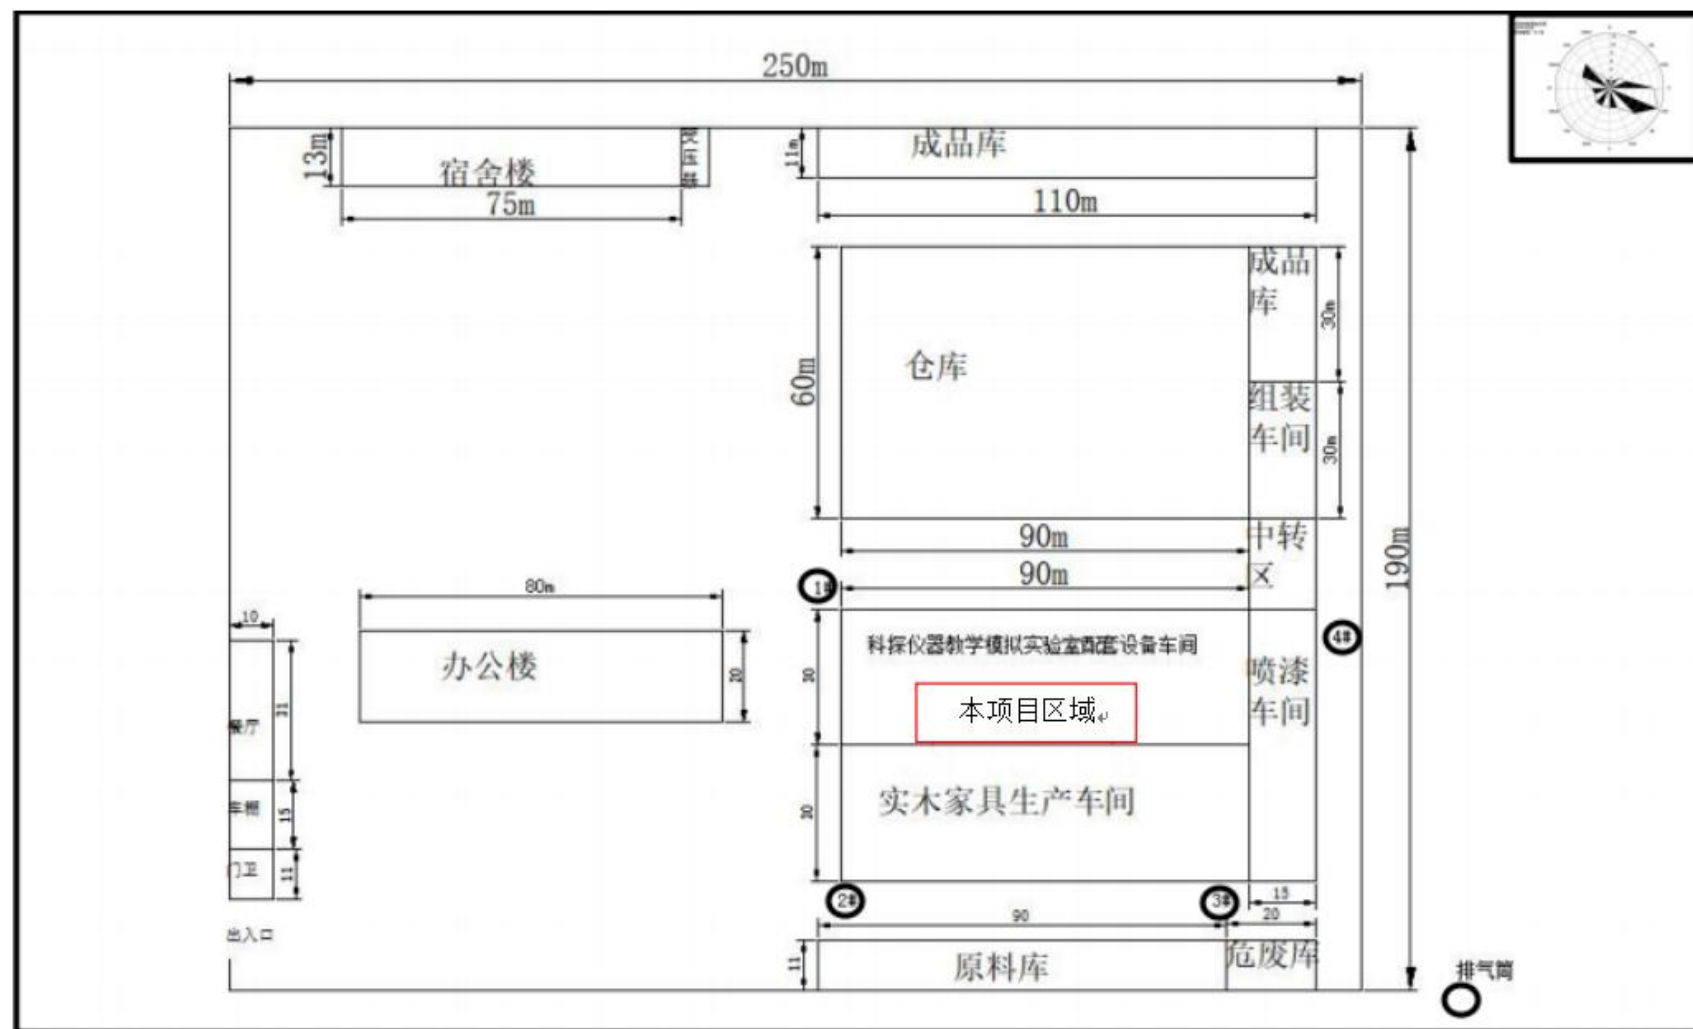 250m
13m
宿舍楼
75m
11m
成品库
110m
60m
仓库
成品
库
30m
组装
车间
30m
90m
90m
中转
区
190m
1#
80m
办公楼
20
10
餐厅
31
15
门卫
11
出入口
科探仪器教学模拟实验室配套设备车间
本项目区域
30
喷漆
车间
4#
实木家具生产车间
30
2#
3#
15
20
90
11
原料库
危废库
排气筒